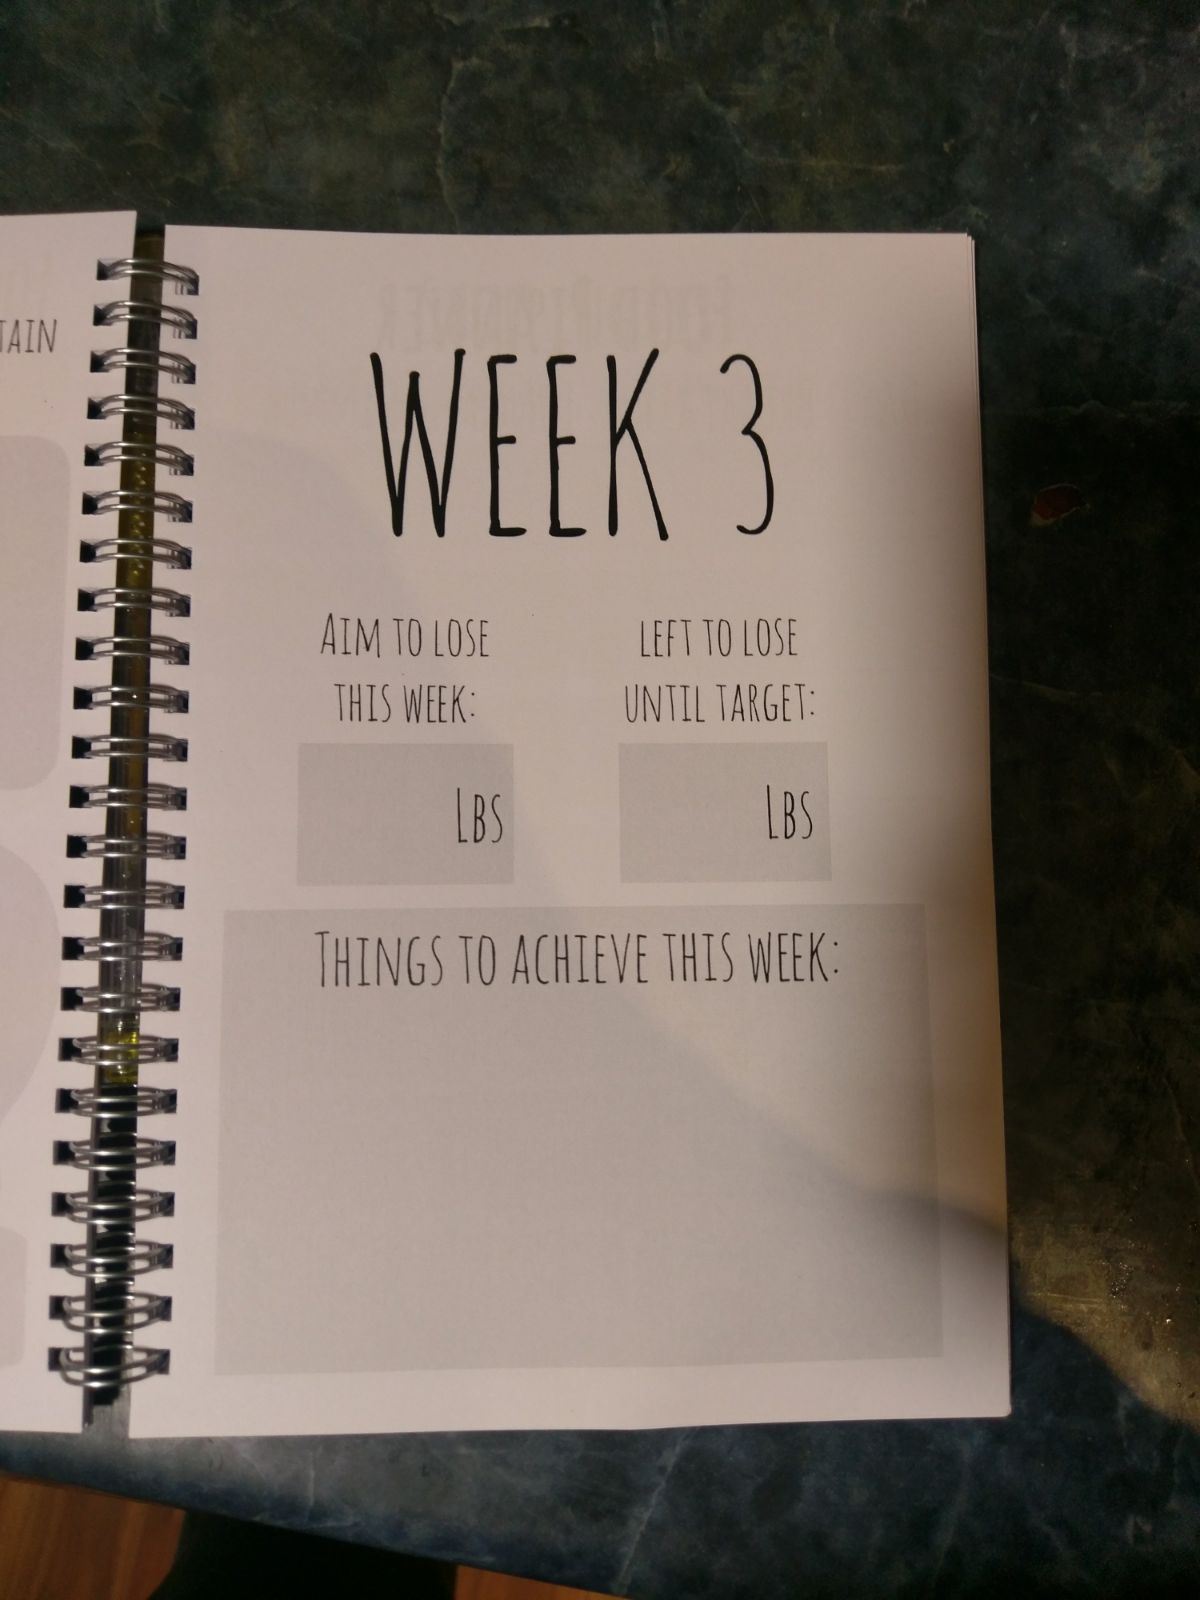 TAIN
WEEK 3
AIM TO LOSE
THIS WEEK:
LBS
LEFT TO LOSE
UNTIL TARGET:
LBS
THINGS TO ACHIEVE THIS WEEK: